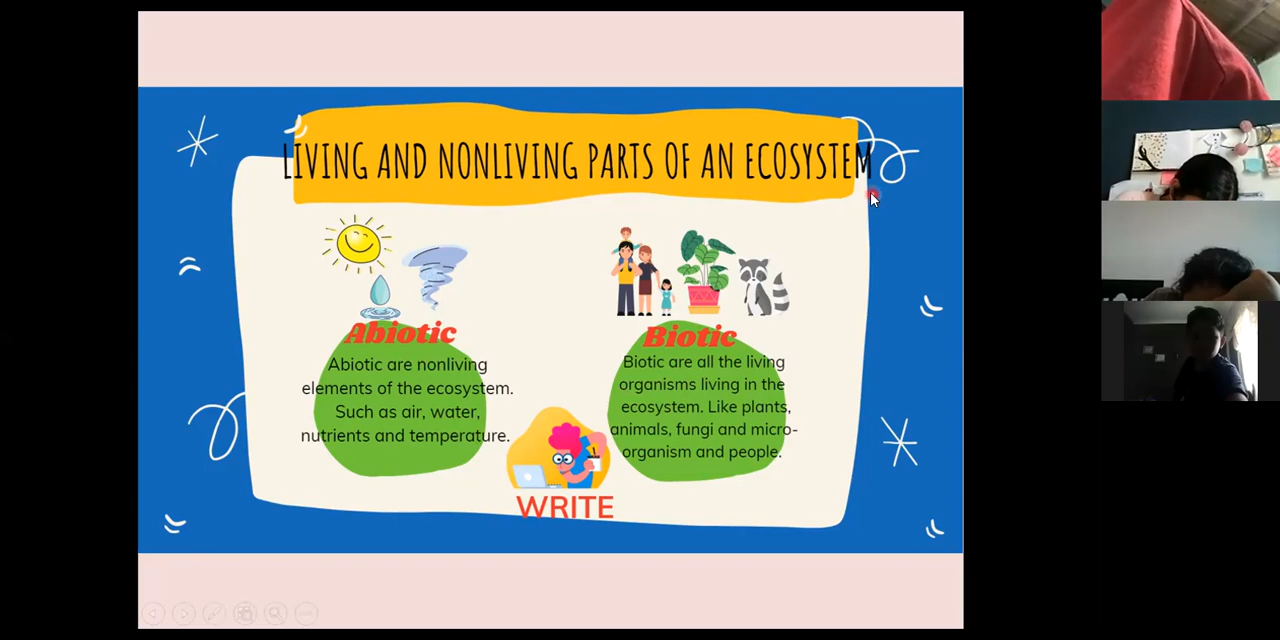 LIVING AND NONLIVING PARTS OF AN ECOSYSTEM
Abiotic
Abiotic are nonliving
elements of the ecosystem.
Such as air, water,
nutrients and temperature.
Biotic
Biotic are all the living
organisms living in the
ecosystem. Like plants,
animals, fungi and micro-
organism and people.
WRITE